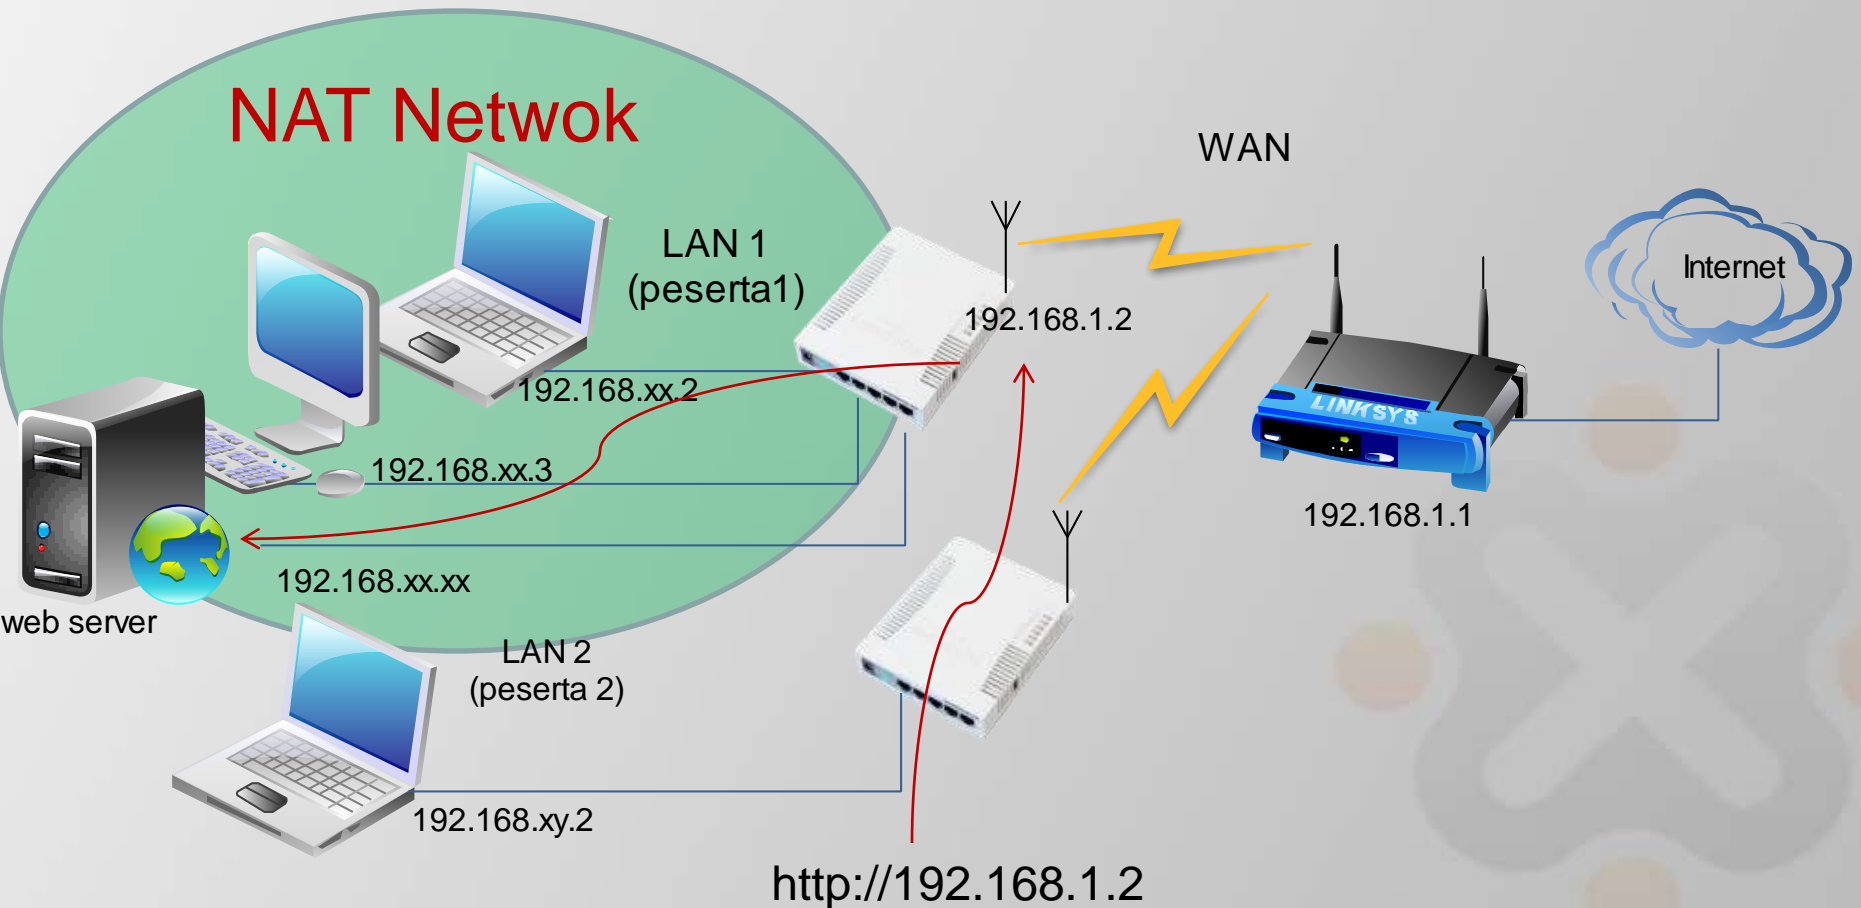 NAT Netwok
WAN
LAN 1
(peserta1)
Internet
192.168.1.2
192.168.xx.2
LINKSYS
192.168.xx.3
192.168.1.1
192.168.xx.xx
web server
LAN 2
(peserta 2)
192.168.xy.2
http://192.168.1.2